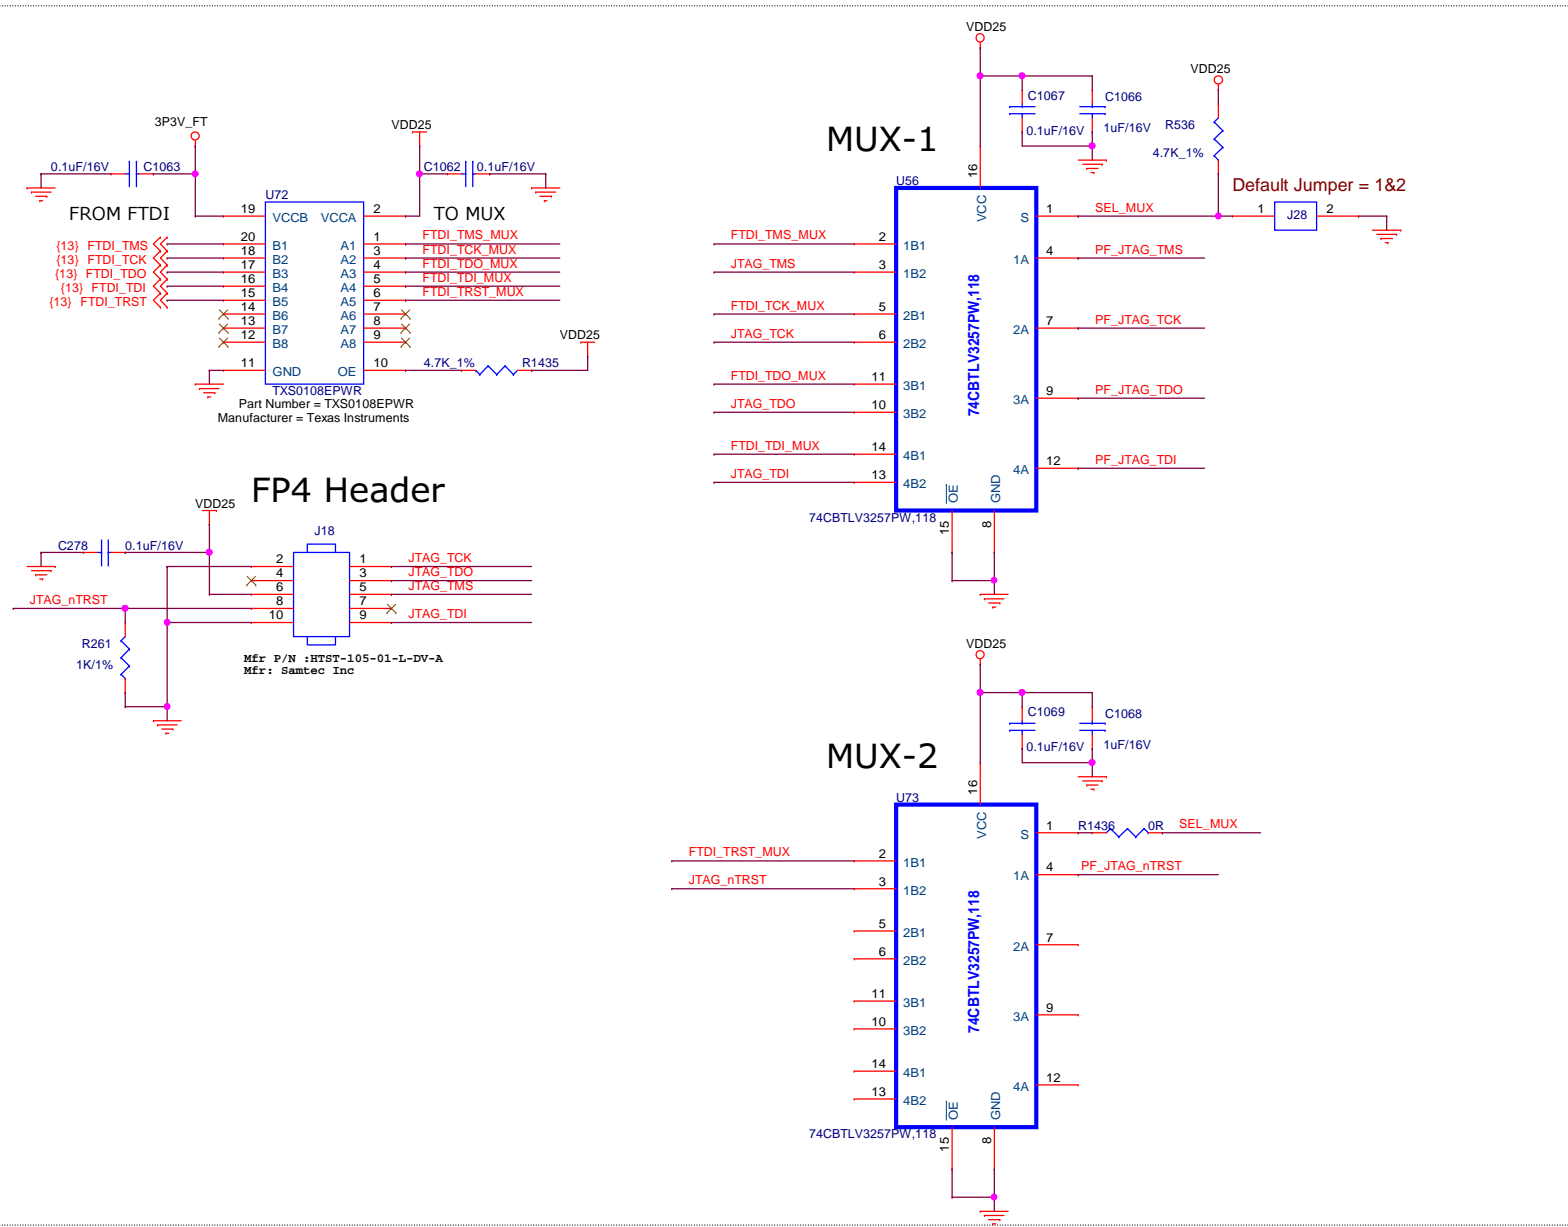 3P3V_FT
VDD25
0.1uF/16V C1063
C1062 0.1uF/16V
U72
FROM FTDI
TO MUX
19 VCCB VCCA 2
{13} FTDI_TMS 20 B1 A1 1 FTDI_TMS_MUX
{13} FTDI_TCK 18 B2 A2 3 FTDI_TCK_MUX
{13} FTDI_TDO 17 B3 A3 4 FTDI_TDO_MUX
{13} FTDI_TDI 16 B4 A4 5 FTDI_TDI_MUX
{13} FTDI_TRST 15 B5 A5 6 FTDI_TRST_MUX
14 B6 A6 7
13 B7 A7 8
12 B8 A8 9
VDD25
11 GND OE 10 4.7K_1% R1435
TXS0108EPWR
Part Number = TXS0108EPWR
Manufacturer = Texas Instruments
FP4 Header
VDD25
J18
C278 0.1uF/16V
2 1 JTAG_TCK
4 3 JTAG_TDO
6 5 JTAG_TMS
JTAG_nTRST 8 7
10 9 JTAG_TDI
R261
1K/1%
Mfr P/N :HTST-105-01-L-DV-A
Mfr: Samtec Inc
VDD25
C1067 C1066
0.1uF/16V 1uF/16V
VDD25
R536
4.7K_1%
MUX-1
Default Jumper = 1&2
U56
16
VCC
S 1 SEL_MUX
1 J28 2
FTDI_TMS_MUX 2 1B1
1A 4 PF_JTAG_TMS
JTAG_TMS 3 1B2
FTDI_TCK_MUX 5 2B1
2A 7 PF_JTAG_TCK
JTAG_TCK 6 2B2
74CBTLV3257PW,118
FTDI_TDO_MUX 11 3B1
3A 9 PF_JTAG_TDO
JTAG_TDO 10 3B2
FTDI_TDI_MUX 14 4B1
4A 12 PF_JTAG_TDI
JTAG_TDI 13 4B2
OE GND
74CBTLV3257PW,118
15 8
VDD25
C1069 C1068
0.1uF/16V 1uF/16V
MUX-2
U73
16
VCC
S 1 R1436 0R SEL_MUX
FTDI_TRST_MUX 2 1B1
1A 4 PF_JTAG_nTRST
JTAG_nTRST 3 1B2
5 2B1
2A 7
6 2B2
74CBTLV3257PW,118
11 3B1
3A 9
10 3B2
14 4B1
4A 12
13 4B2
OE GND
74CBTLV3257PW,118
15 8